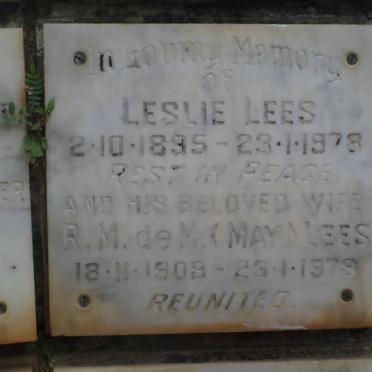 In Loving Memory
OF
LESLIE LEES
2·10·1895 - 23·1·1978
REST IN PEACE
AND HIS BELOVED WIFE
R.M. de M. (MAY) LEES
18·11·1909 - 23·1·1979
REUNITED.